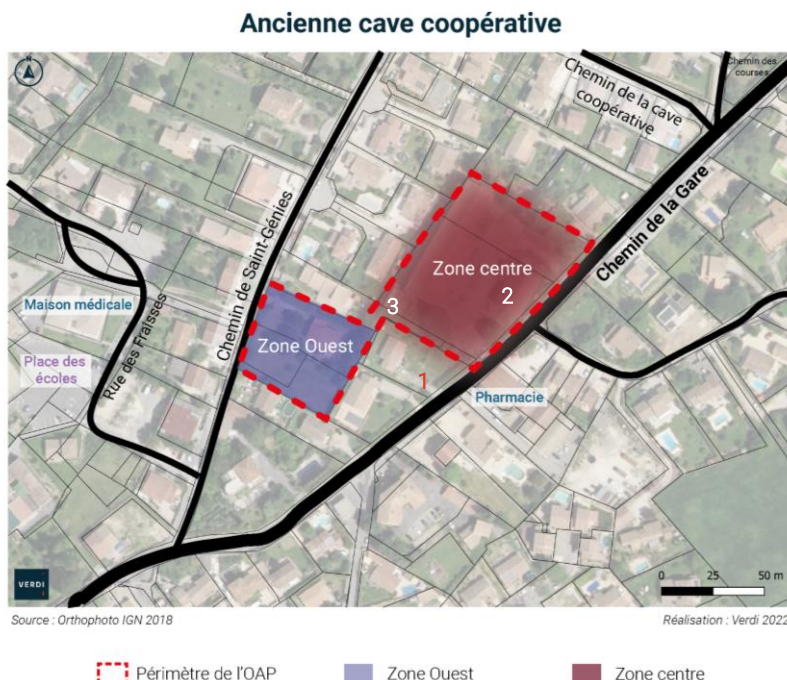 Ancienne cave coopérative
N
Chemin des
courses
Chemin de la cave
coopérative
Chemin de la Gare
Chemin de Saint-Génies
Zone centre
2
3
Maison médicale
Rue des Fraisses
Zone Ouest
Place des
écoles
1
Pharmacie
VERDI
0 25 50 m
Source : Orthophoto IGN 2018
Réalisation : Verdi 2022
Périmètre de l'OAP
Zone Ouest
Zone centre